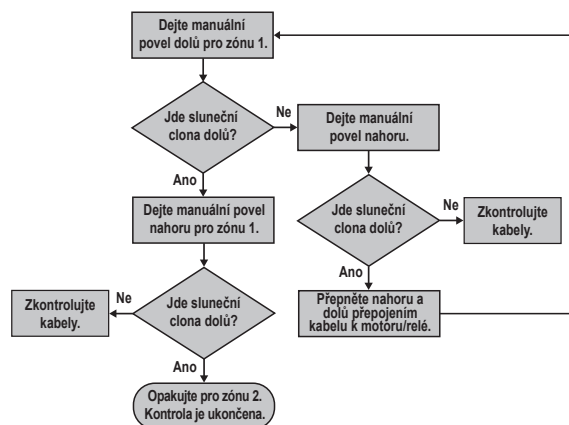 Dejte manuální
povel dolů pro zónu 1.
Jde sluneční
clona dolů?
Ne
Dejte manuální
povel nahoru.
Ano
Dejte manuální povel
nahoru pro zónu 1.
Jde sluneční
clona dolů?
Ne
Zkontrolujte
kabely.
Ano
Přepněte nahoru a
dolů přepojením
kabelu k motóru/relé.
Jde sluneční
clona dolů?
Ne
Zkontrolujte
kabely.
Ano
Opakujte pro zónu 2.
Kontrola je ukončena.